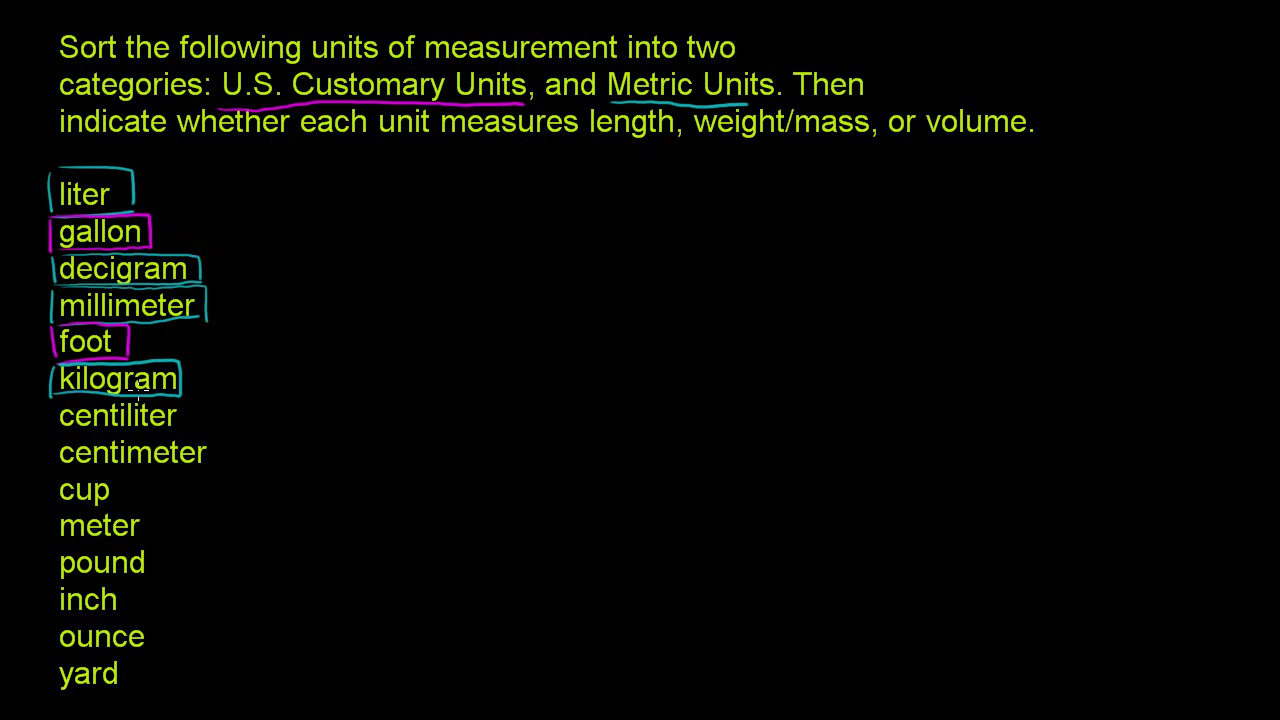 Sort the following units of measurement into two
categories: U.S. Customary Units, and Metric Units. Then
indicate whether each unit measures length, weight/mass, or volume.
liter
gallon
decigram
millimeter
foot
kilogram
centiliter
centimeter
cup
meter
pound
inch
ounce
yard